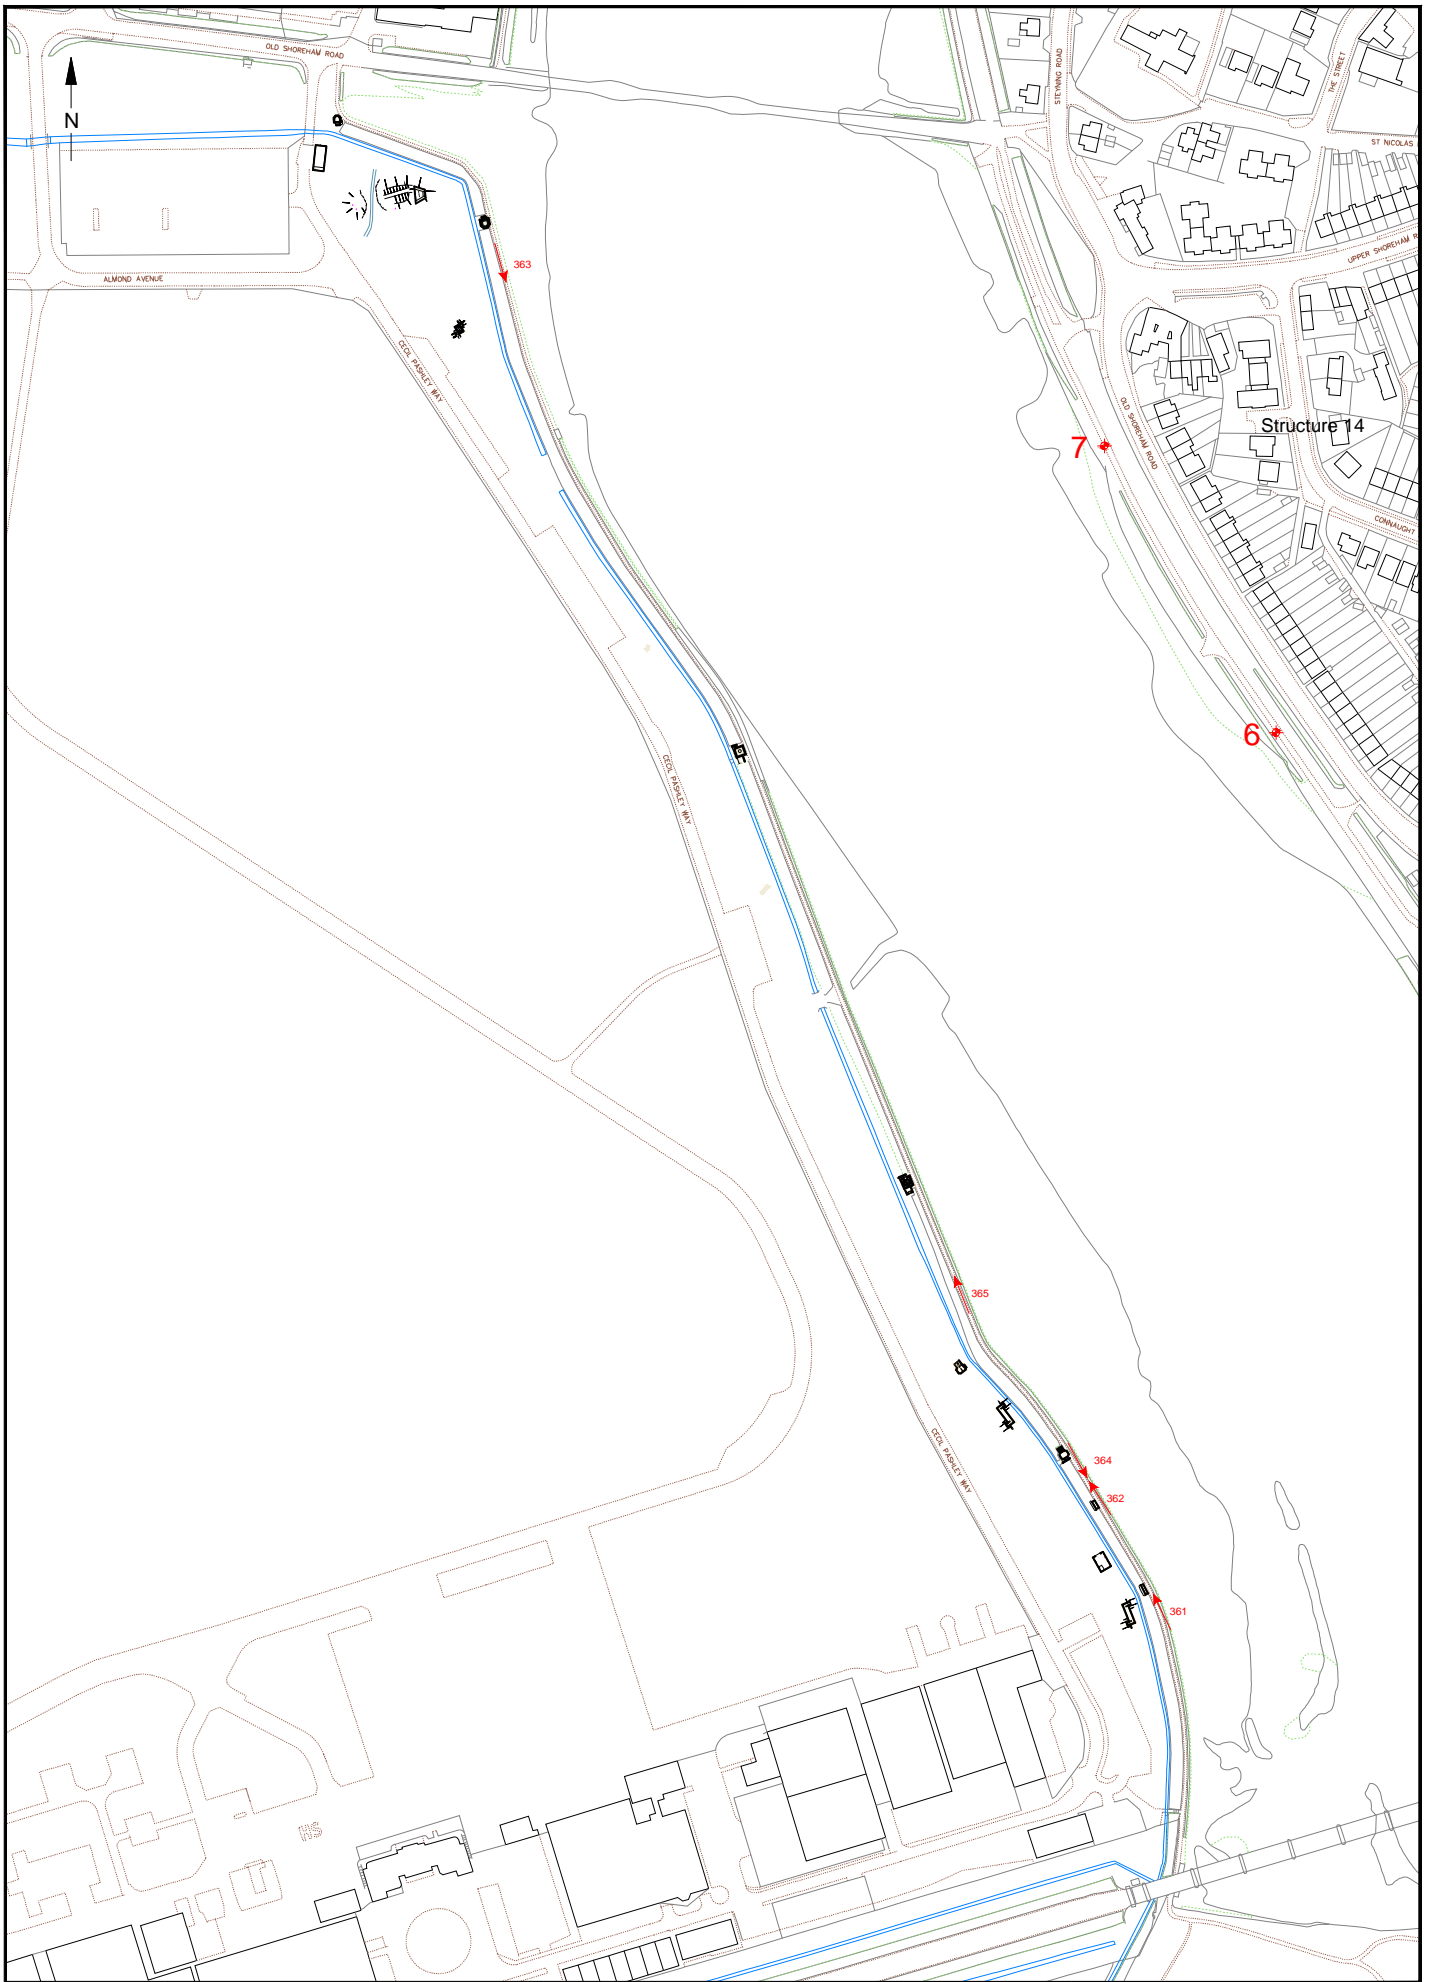 OLD SHOREHAM ROAD
N
STEYNING ROAD
THE STREET
ST NICOLAS
UPPER SHOREHAM R
363
ALMOND AVENUE
CECIL PASHLEY WAY
OLD SHOREHAM ROAD
Structure 14
7
CONNAUGHT
6
CECIL PASHLEY WAY
365
CECIL PASHLEY WAY
364
362
361
HS